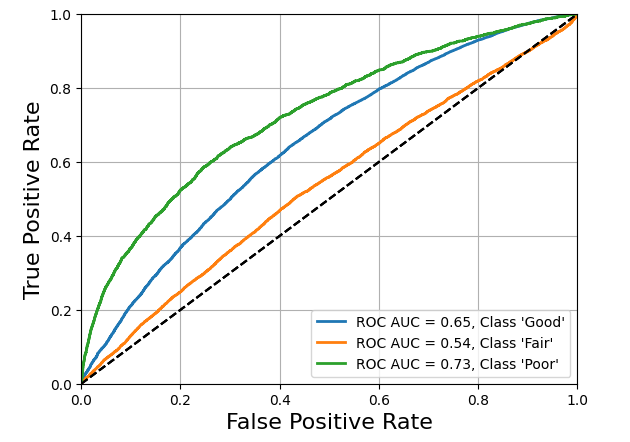 True Positive Rate
1.0
0.8
0.6
0.4
0.2
0.0
ROC AUC = 0.65, Class 'Good'
ROC AUC = 0.54, Class 'Fair'
ROC AUC = 0.73, Class 'Poor'
0.0 0.2 0.4 0.6 0.8 1.0
False Positive Rate